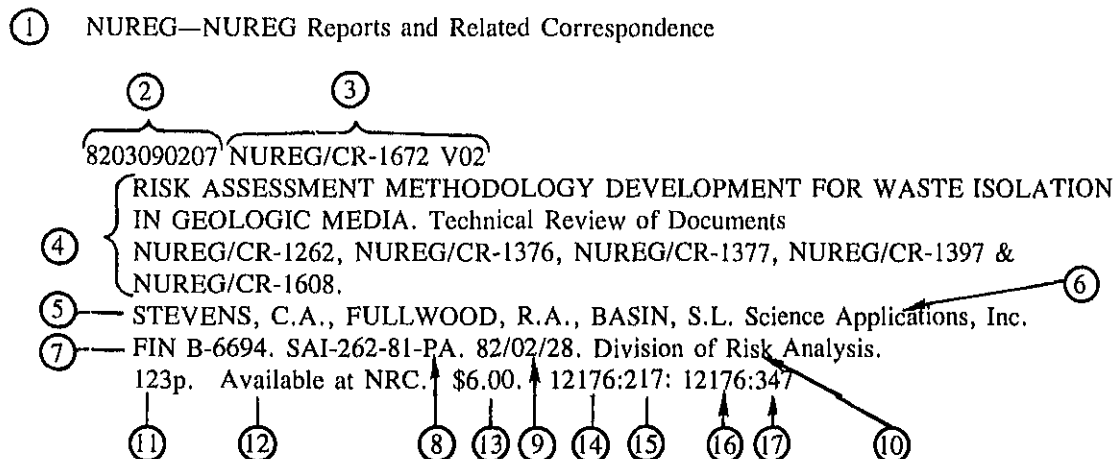 ① NUREG—NUREG Reports and Related Correspondence
② ③
8203090207 NUREG/CR-1672 V02
RISK ASSESSMENT METHODOLOGY DEVELOPMENT FOR WASTE ISOLATION
IN GEOLOGIC MEDIA. Technical Review of Documents
④ NUREG/CR-1262, NUREG/CR-1376, NUREG/CR-1377, NUREG/CR-1397 &
NUREG/CR-1608. ⑥
⑤ STEVENS, C.A., FULLWOOD, R.A., BASIN, S.L. Science Applications, Inc.
⑦ FIN B-6694. SAI-262-81-PA. 82/02/28. Division of Risk Analysis.
123p. Available at NRC. $6.00. 12176:217: 12176:347
⑪ ⑫ ⑧ ⑬ ⑨ ⑭ ⑮ ⑯ ⑰ ⑩